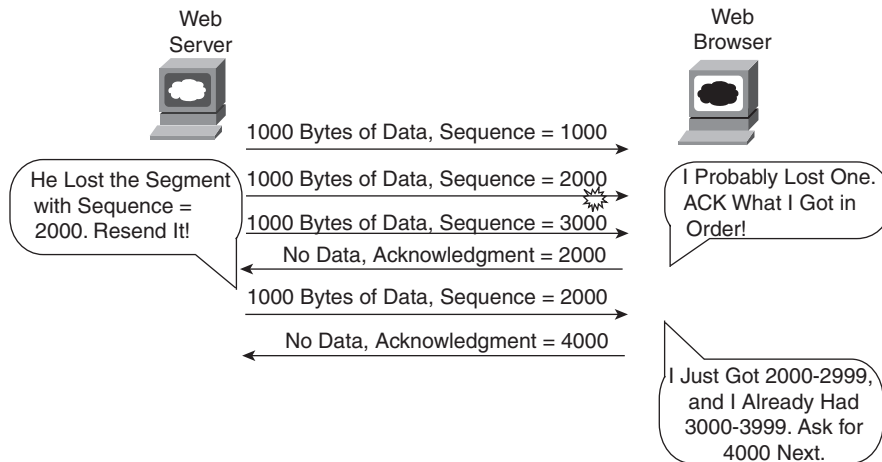 Web
Server
Web
Browser
1000 Bytes of Data, Sequence = 1000
He Lost the Segment
with Sequence =
2000. Resend It!
1000 Bytes of Data, Sequence = 2000
I Probably Lost One.
ACK What I Got in
Order!
1000 Bytes of Data, Sequence = 3000
No Data, Acknowledgment = 2000
1000 Bytes of Data, Sequence = 2000
No Data, Acknowledgment = 4000
I Just Got 2000-2999,
and I Already Had
3000-3999. Ask for
4000 Next.